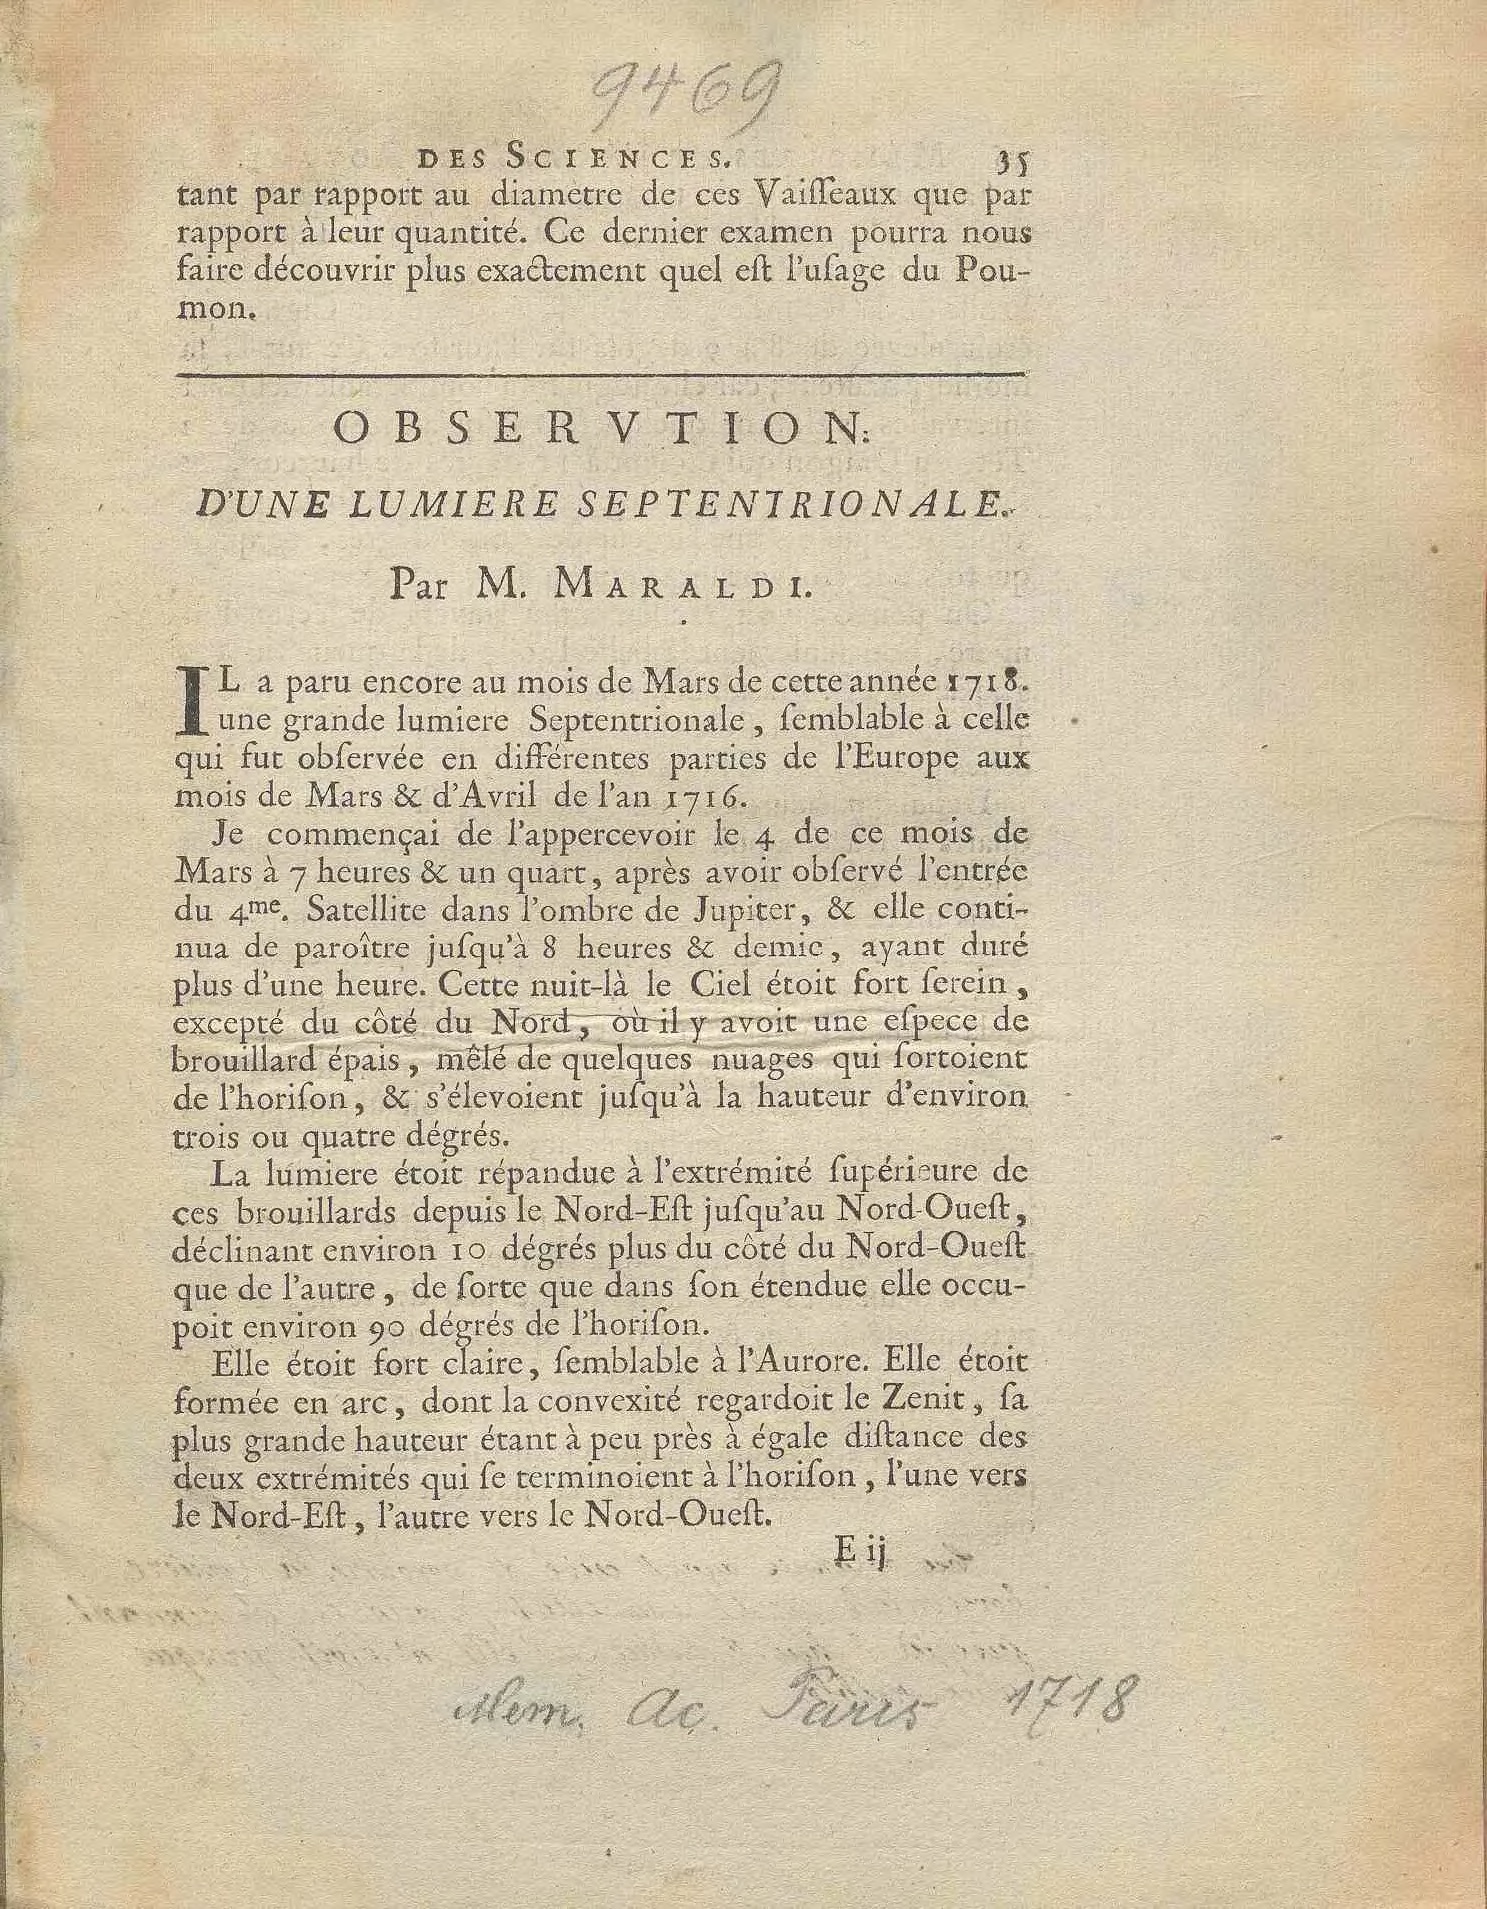 9469
DES SCIENCES. 35
tant par rapport au diametre de ces Vaiſſeaux que par
rapport à leur quantité. Ce dernier examen pourra nous
faire découvrir plus exactement quel eſt l'uſage du Pou-
mon.
OBSERVTION:
D'UNE LUMIERE SEPTENTRIONALE.
Par M. MARALDI.
IL a paru encore au mois de Mars de cette année 1718.
une grande lumiere Septentrionale, ſemblable à celle
qui fut obſervée en différentes parties de l'Europe aux
mois de Mars & d'Avril de l'an 1716.
Je commençai de l'appercevoir le 4 de ce mois de
Mars à 7 heures & un quart, après avoir obſervé l'entrée
du 4me. Satellite dans l'ombre de Jupiter, & elle conti-
nua de paroître juſqu'à 8 heures & demie, ayant duré
plus d'une heure. Cette nuit-là le Ciel étoit fort ſerein,
excepté du côté du Nord, où il y avoit une eſpece de
brouillard épais, mêlé de quelques nuages qui ſortoient
de l'horiſon, & s'élevoient juſqu'à la hauteur d'environ
trois ou quatre dégrés.
La lumiere étoit répandue à l'extrémité ſupérieure de
ces brouillards depuis le Nord-Eſt juſqu'au Nord-Oueſt,
déclinant environ 10 dégrés plus du côté du Nord-Oueſt
que de l'autre, de ſorte que dans ſon étendue elle occu-
poit environ 90 dégrés de l'horiſon.
Elle étoit fort claire, ſemblable à l'Aurore. Elle étoit
formée en arc, dont la convexité regardoit le Zenit, ſa
plus grande hauteur étant à peu près à égale diſtance des
deux extrémités qui ſe terminoient à l'horiſon, l'une vers
le Nord-Eſt, l'autre vers le Nord-Oueſt.
E ij
Mem. Ac. Paris 1718